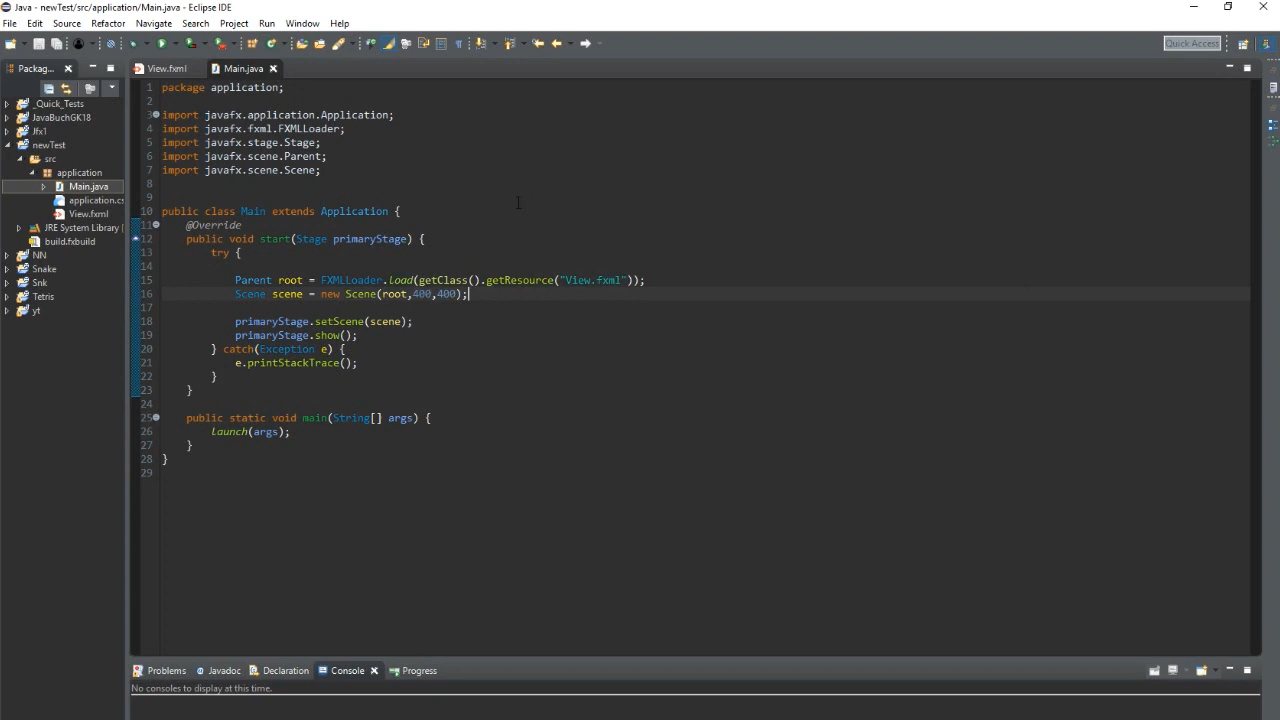 Java - newTest/src/application/Main.java - Eclipse IDE
File Edit Source Refactor Navigate Search Project Run Window Help
Quick Access
Packag...
View.fxml
Main.java
_Quick_Tests
JavaBuchGK18
Jfx1
newTest
src
application
Main.java
application.cs
View.fxml
JRE System Library [
build.fxbuild
NN
Snake
Snk
Tetris
yt
1 package application;
2
3 import javafx.application.Application;
4 import javafx.fxml.FXMLLoader;
5 import javafx.stage.Stage;
6 import javafx.scene.Parent;
7 import javafx.scene.Scene;
8
9
10 public class Main extends Application {
11 @Override
12 public void start(Stage primaryStage) {
13 try {
14
15 Parent root = FXMLLoader.load(getClass().getResource("View.fxml"));
16 Scene scene = new Scene(root,400,400);
17
18 primaryStage.setScene(scene);
19 primaryStage.show();
20 } catch(Exception e) {
21 e.printStackTrace();
22 }
23 }
24
25 public static void main(String[] args) {
26 launch(args);
27 }
28 }
29
Problems Javadoc Declaration Console Progress
No consoles to display at this time.